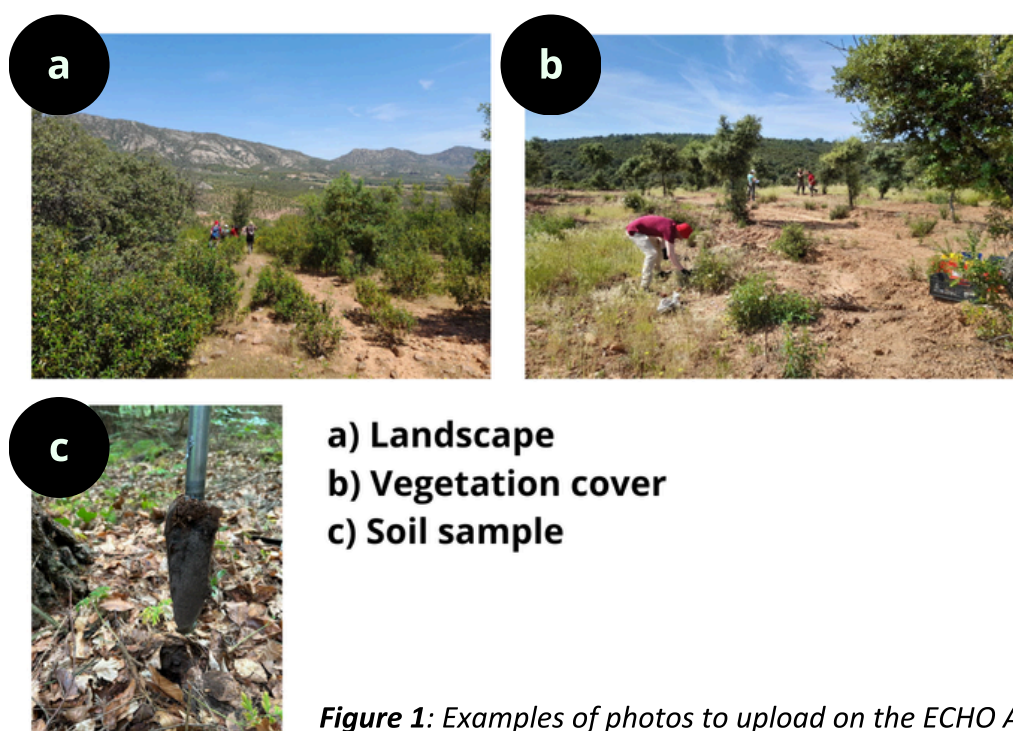 a
b
c
a) Landscape
b) Vegetation cover
c) Soil sample
Figure 1: Examples of photos to upload on the ECHO